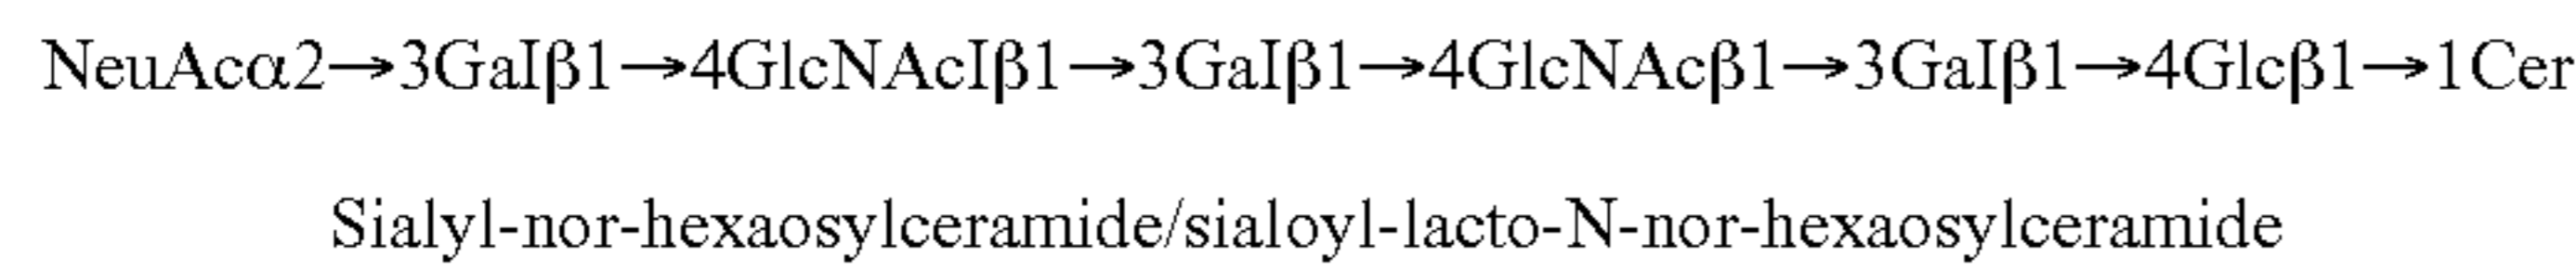 NeuAcα2→3GaIβ1→4GlcNAcIβ1→3GaIβ1→4GlcNAcβ1→3GaIβ1→4Glcβ1→1Cer
Sialyl-nor-hexaosylceramide/sialoyl-lacto-N-nor-hexaosylceramide